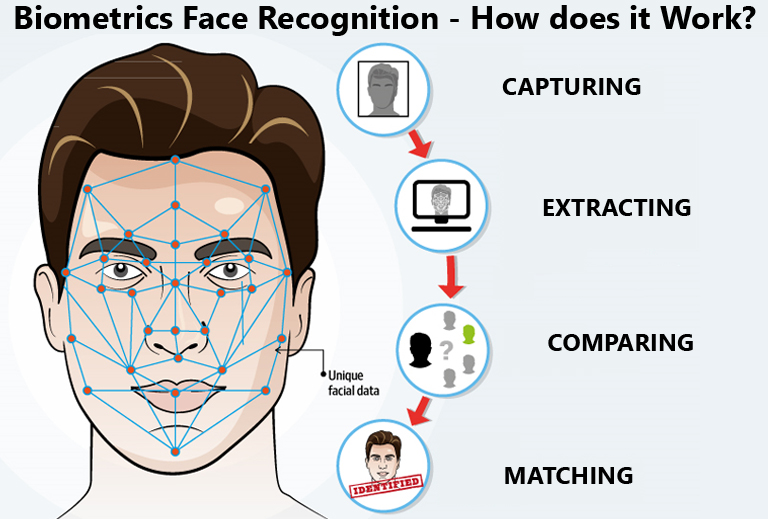 Biometrics Face Recognition - How does it Work?
CAPTURING
EXTRACTING
?
COMPARING
Unique
facial data
IDENTIFIED
MATCHING